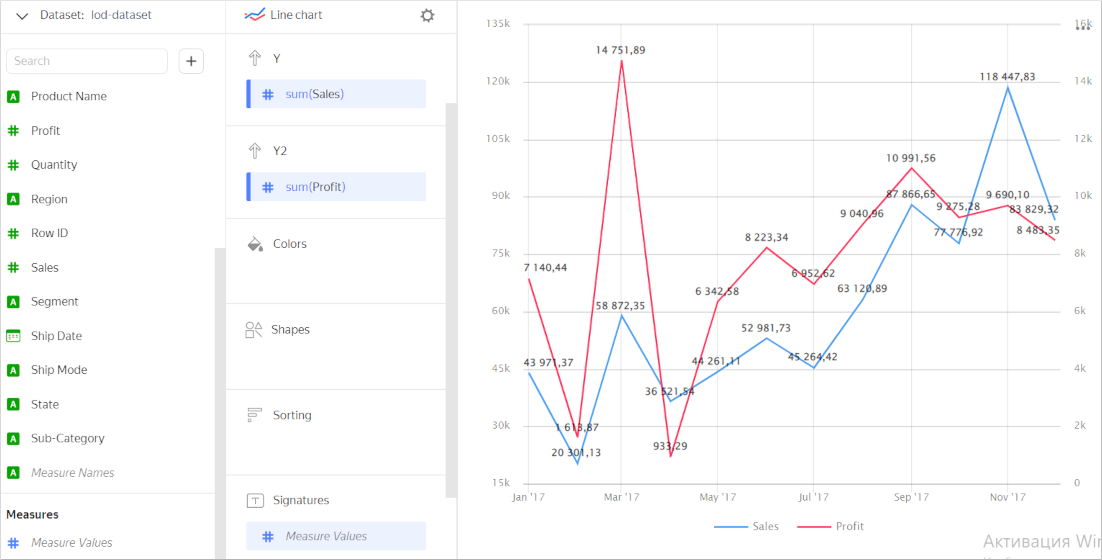 Dataset: lod-dataset
Search
+
A Product Name
# Profit
# Quantity
A Region
# Row ID
# Sales
A Segment
Ship Date
A Ship Mode
A State
A Sub-Category
A Measure Names
Measures
# Measure Values
Line chart
Y
# sum(Sales)
Y2
# sum(Profit)
Colors
Shapes
Sorting
T Signatures
# Measure Values
135k
120k
105k
90k
75k
60k
45k
30k
15k
16k
14k
12k
10k
8k
6k
4k
2k
0
14 751,89
118 447,83
10 991,56
87 866,65
9 690,10
9 275,28
83 829,32
9 040,96
77 776,92
8 483,35
8 223,34
7 140,44
6 952,62
63 120,89
6 342,58
58 872,35
52 981,73
43 971,37
44 261,11
45 264,42
36 521,54
1 613,87
20 301,13
933,29
Jan '17
Mar '17
May '17
Jul '17
Sep '17
Nov '17
Sales
Profit
Активация Win